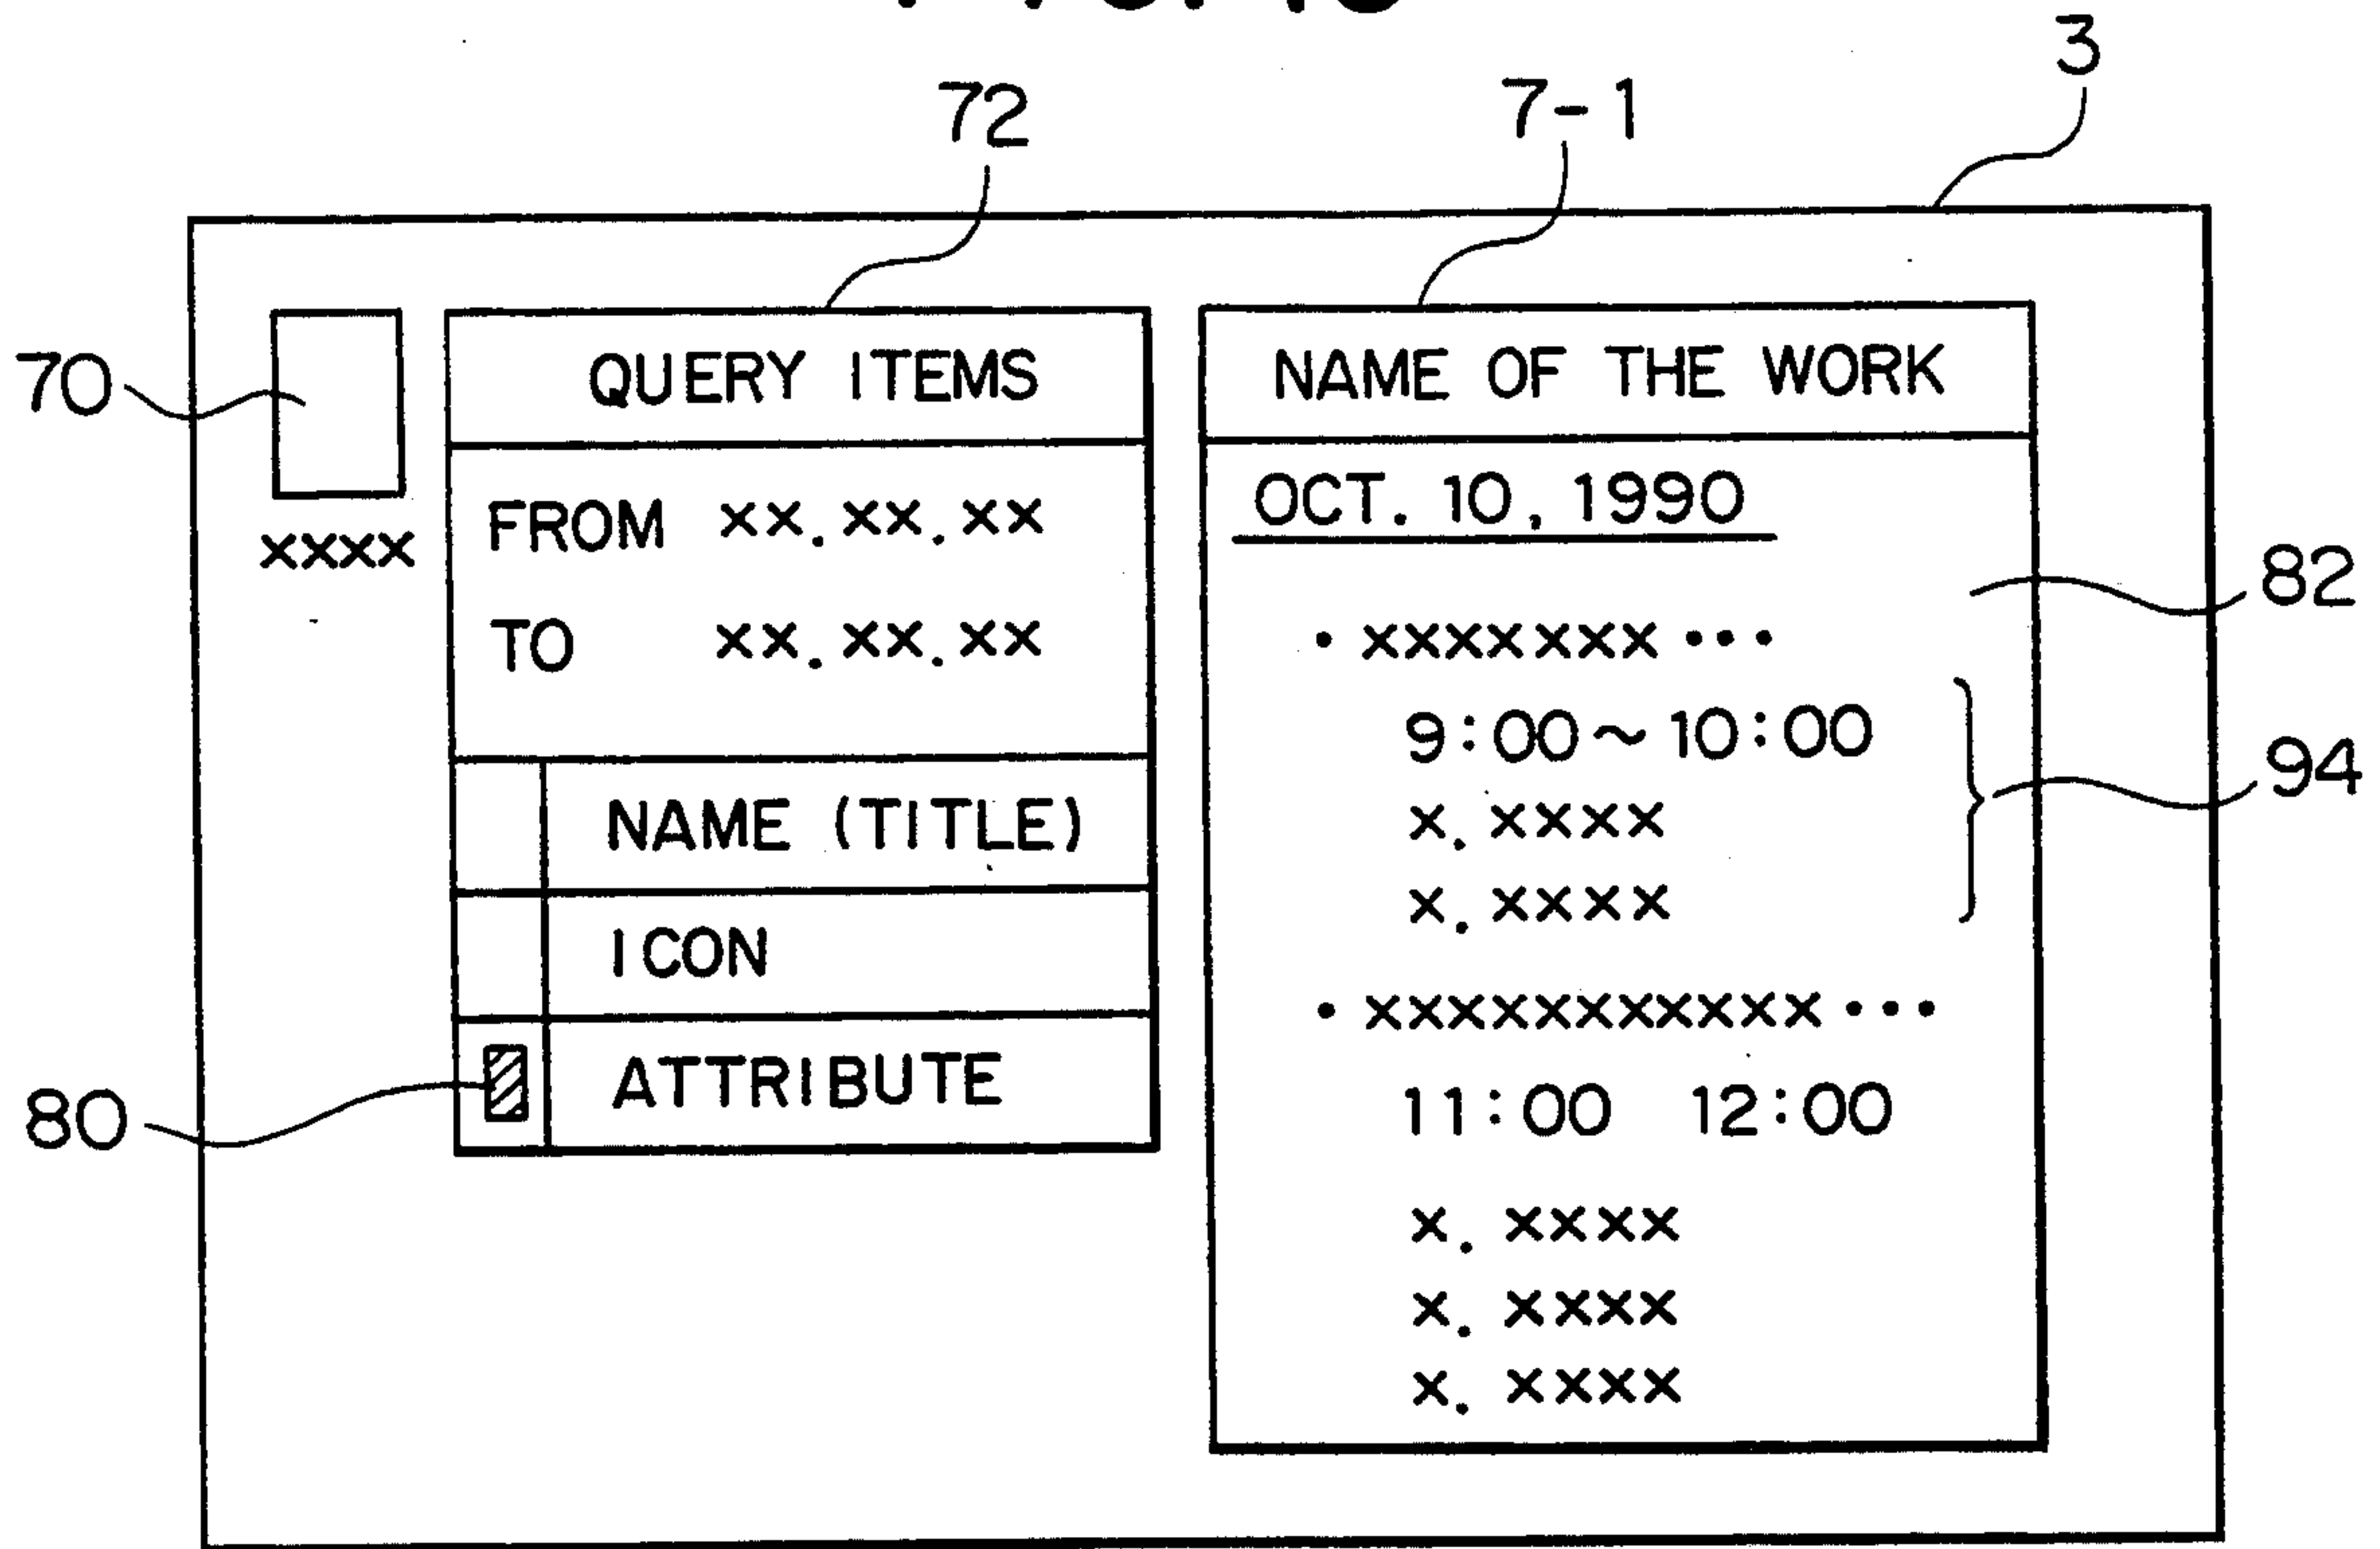 3
72
7-1
70
xxxx
QUERY ITEMS
FROM xx.xx.xx
TO xx.xx.xx
NAME (TITLE)
ICON
ATTRIBUTE
80
NAME OF THE WORK
OCT. 10, 1990
82
• xxxxxxx•••
9:00~10:00
94
x. xxxx
x. xxxx
• xxxxxxxxxxx•••
11:00 12:00
x. xxxx
x. xxxx
x. xxxx